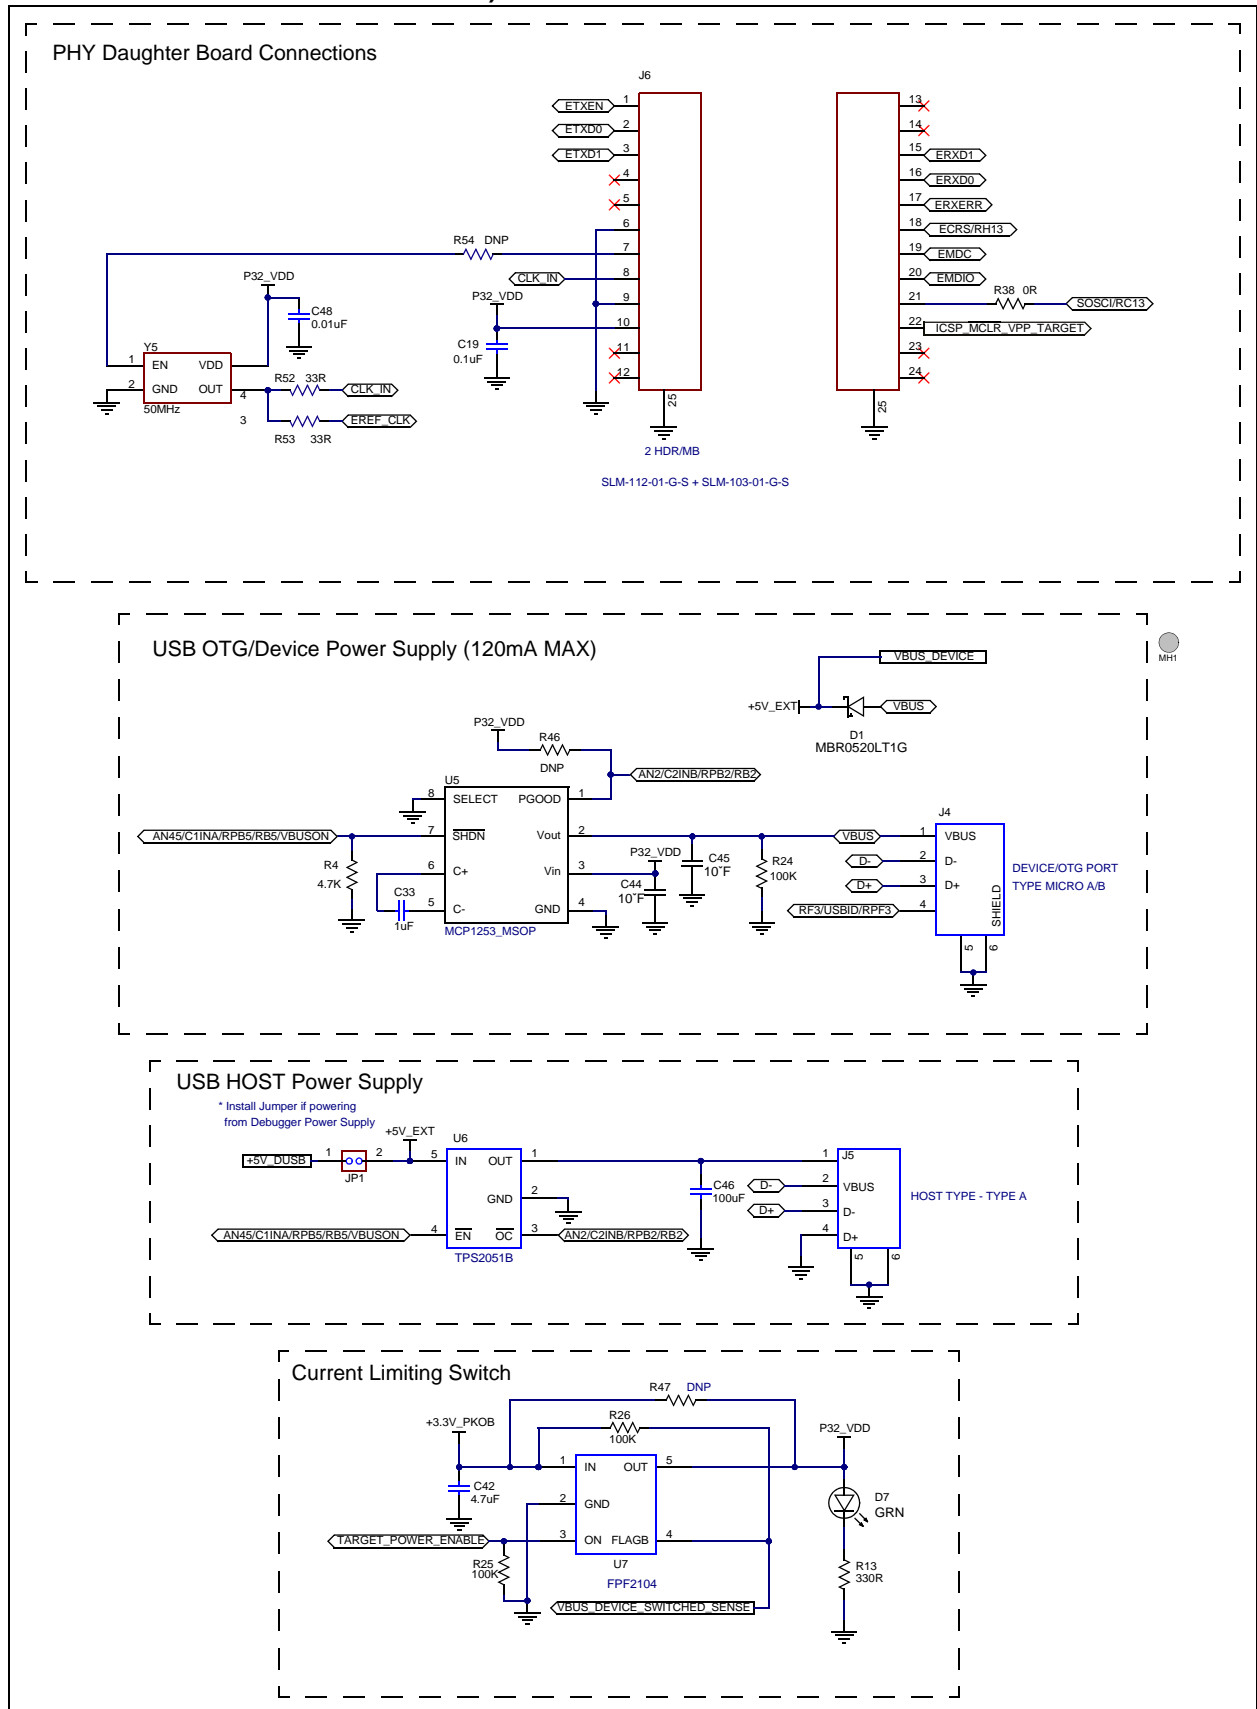 PHY Daughter Board Connections
J6
ETXEN 1
ETXD0 2
ETXD1 3
4
5
6
R54 DNP 7
CLK_IN 8
P32_VDD
9
10
C19
0.1uF
11
12
25
2 HDR/MB
SLM-112-01-G-S + SLM-103-01-G-S
13
14
15 ERXD1
16 ERXD0
17 ERXERR
18 ECRS/RH13
19 EMDC
20 EMDIO
21 R38 0R SOSCI/RC13
22 ICSP_MCLR_VPP_TARGET
23
24
25
P32_VDD
C48
0.01uF
Y5
1 EN VDD
2 GND OUT 4
50MHz
3
R52 33R CLK_IN
EREF_CLK
R53 33R
USB OTG/Device Power Supply (120mA MAX)
MH1
VBUS_DEVICE
+5V_EXT VBUS
D1
MBR0520LT1G
P32_VDD
R46
DNP
AN2/C2INB/RPB2/RB2
U5
8 SELECT PGOOD 1
AN45/C1INA/RPB5/RB5/VBUSON 7 SHDN Vout 2
R4
4.7K
6 C+ Vin 3
C33
1uF
5 C- GND 4
MCP1253_MSOP
P32_VDD
C45
10˘F
C44
10˘F
R24
100K
J4
VBUS 1 VBUS
D- 2 D-
D+ 3 D+
RF3/USBID/RPF3 4
SHIELD
5 6
DEVICE/OTG PORT
TYPE MICRO A/B
USB HOST Power Supply
* Install Jumper if powering
from Debugger Power Supply
+5V_EXT
+5V_DUSB 1 2
JP1
U6
5 IN OUT 1
GND 2
AN45/C1INA/RPB5/RB5/VBUSON 4 EN OC 3 AN2/C2INB/RPB2/RB2
TPS2051B
C46
100uF
J5
1
D- 2 VBUS
D+ 3 D-
4 D+
5 6
HOST TYPE - TYPE A
Current Limiting Switch
R47 DNP
+3.3V_PKOB
R26
100K
P32_VDD
1 IN OUT 5
C42
4.7uF
2 GND
TARGET_POWER_ENABLE 3 ON FLAGB 4
R25
100K
U7
FPF2104
VBUS_DEVICE_SWITCHED_SENSE
D7
GRN
R13
330R